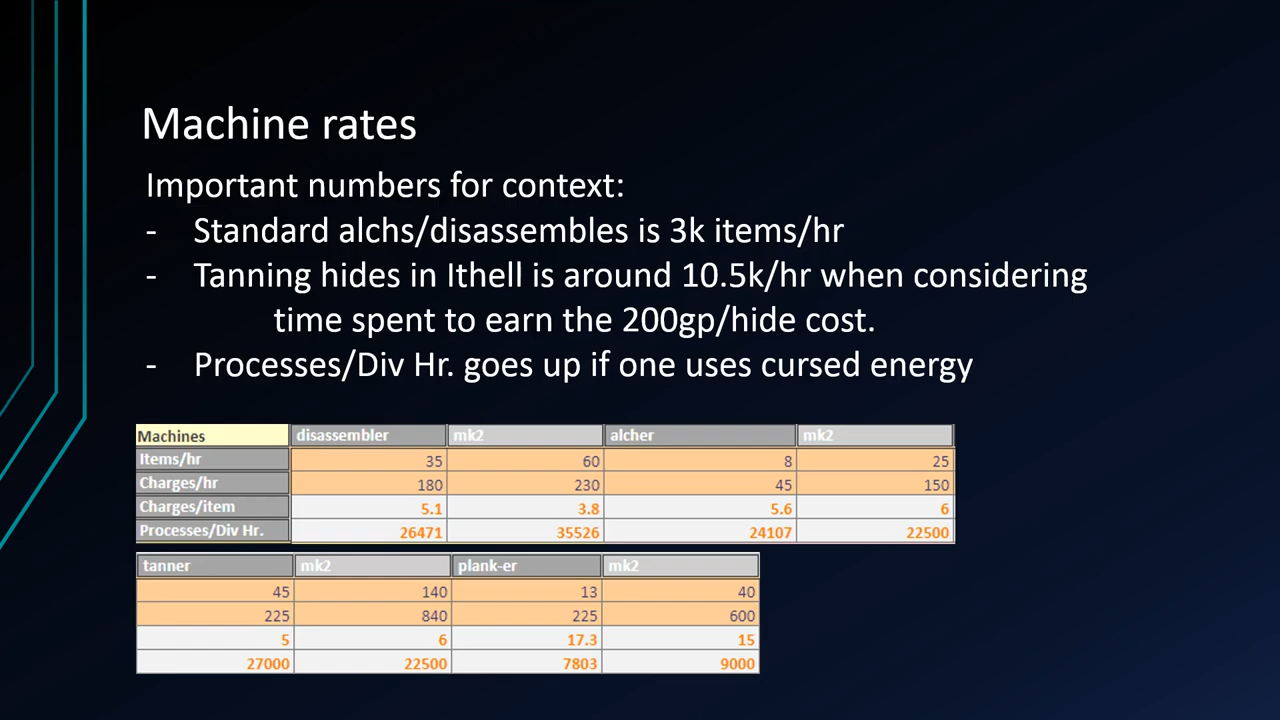 Machine rates
Important numbers for context:
- Standard alchs/disassembles is 3k items/hr
- Tanning hides in Ithell is around 10.5k/hr when considering
time spent to earn the 200gp/hide cost.
- Processes/Div Hr. goes up if one uses cursed energy
Machines disassembler mk2 alcher mk2
Items/hr 35 60 8 25
Charges/hr 180 230 45 150
Charges/item 5.1 3.8 5.6 6
Processes/Div Hr. 26471 35526 24107 22500
tanner mk2 plank-er mk2
45 140 13 40
225 840 225 600
5 6 17.3 15
27000 22500 7803 9000